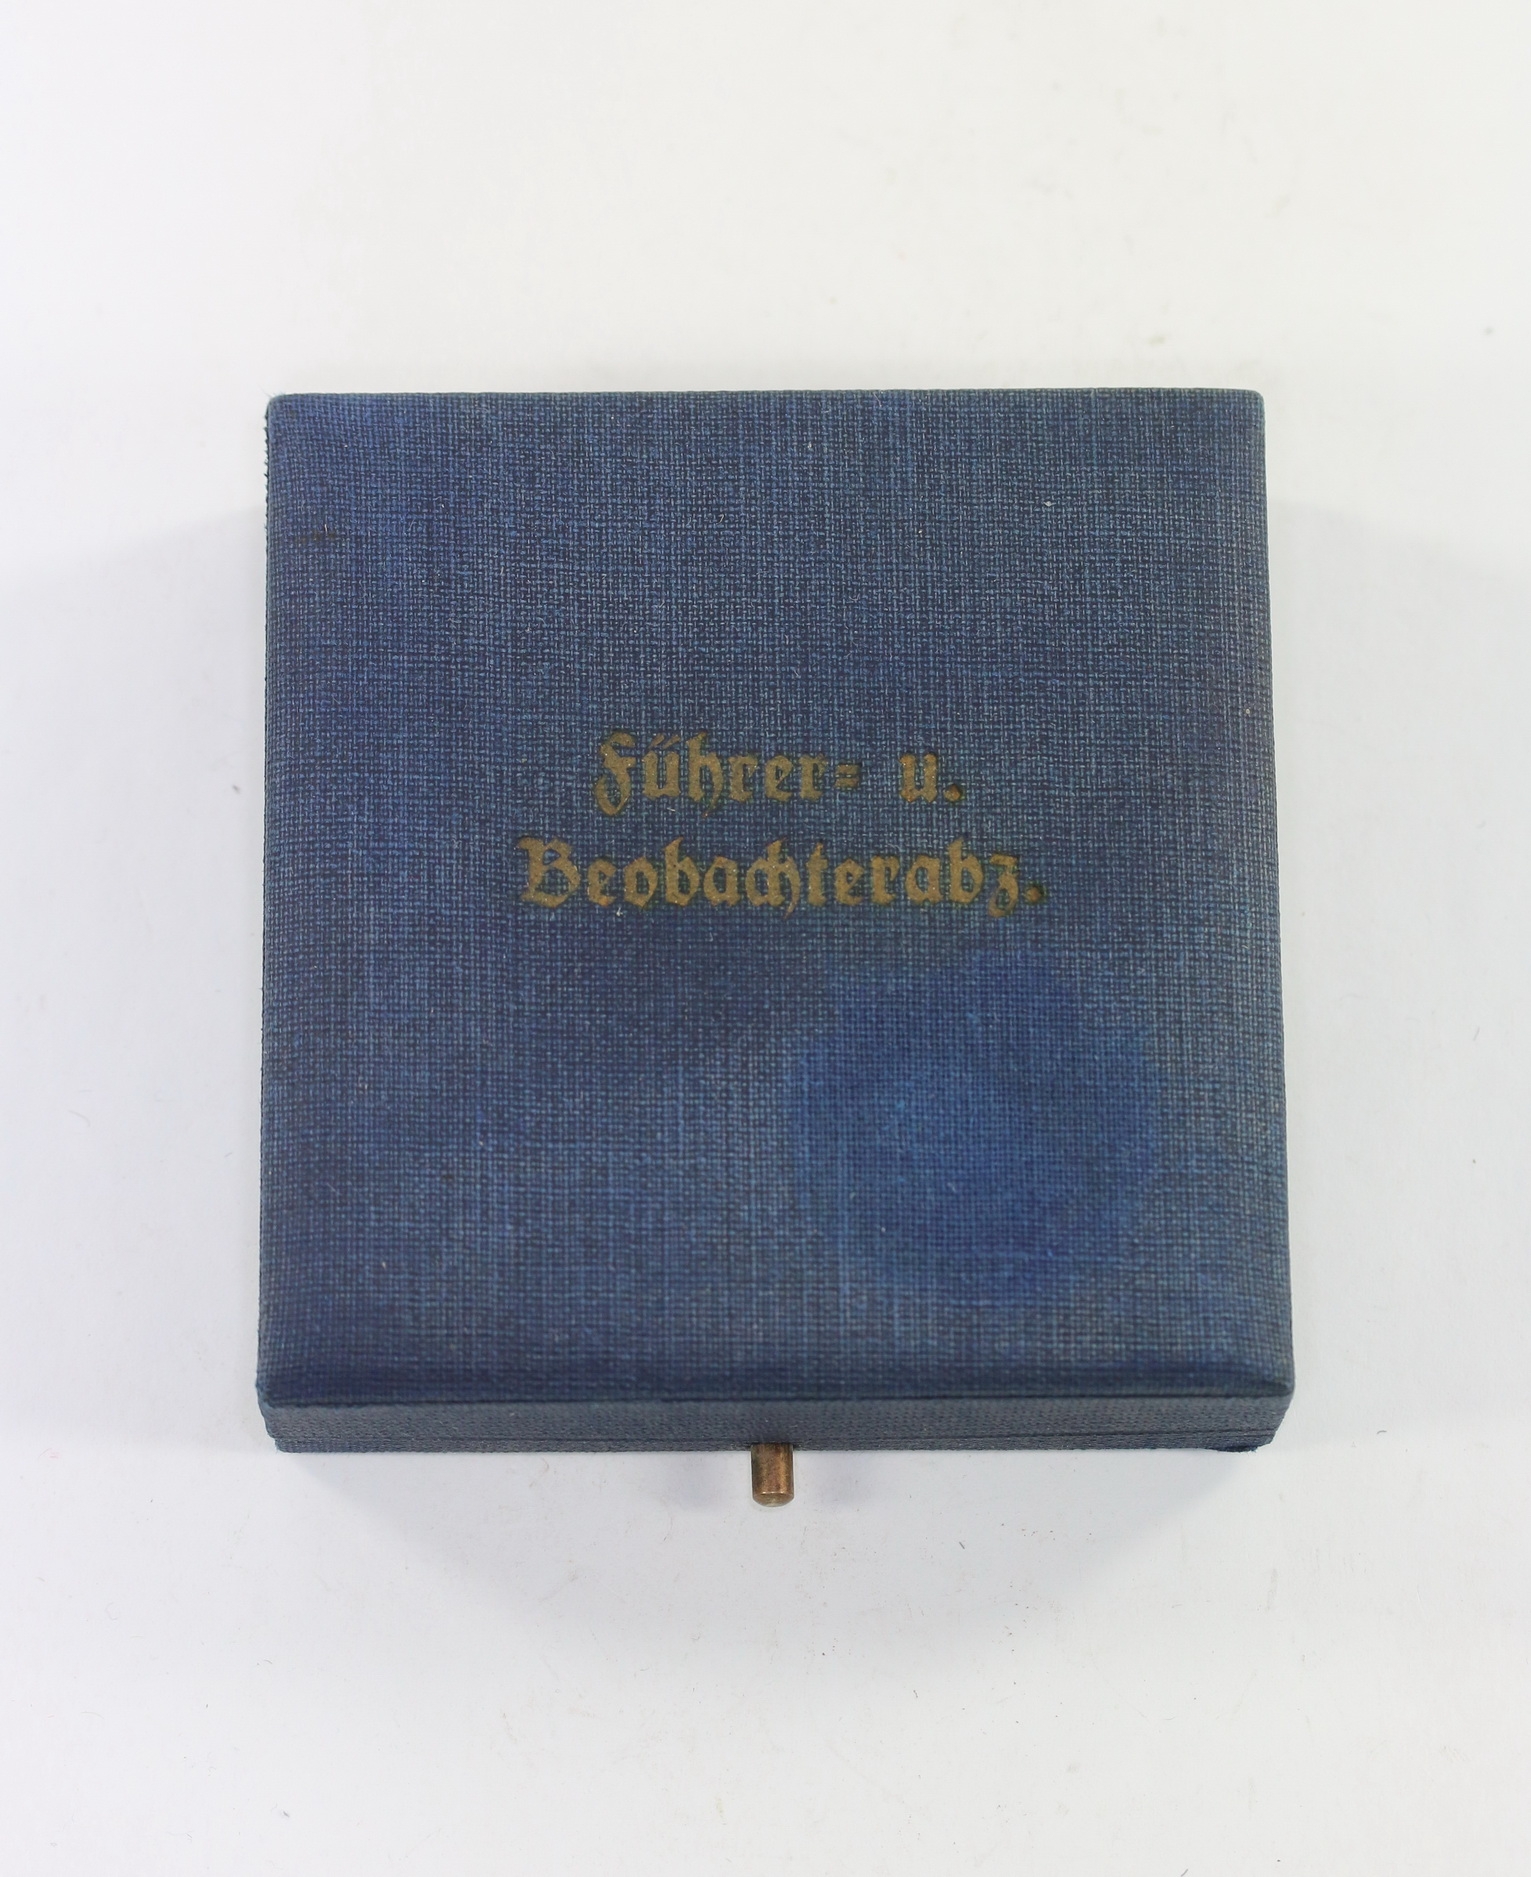 Führer= u.
Beobachterabz.